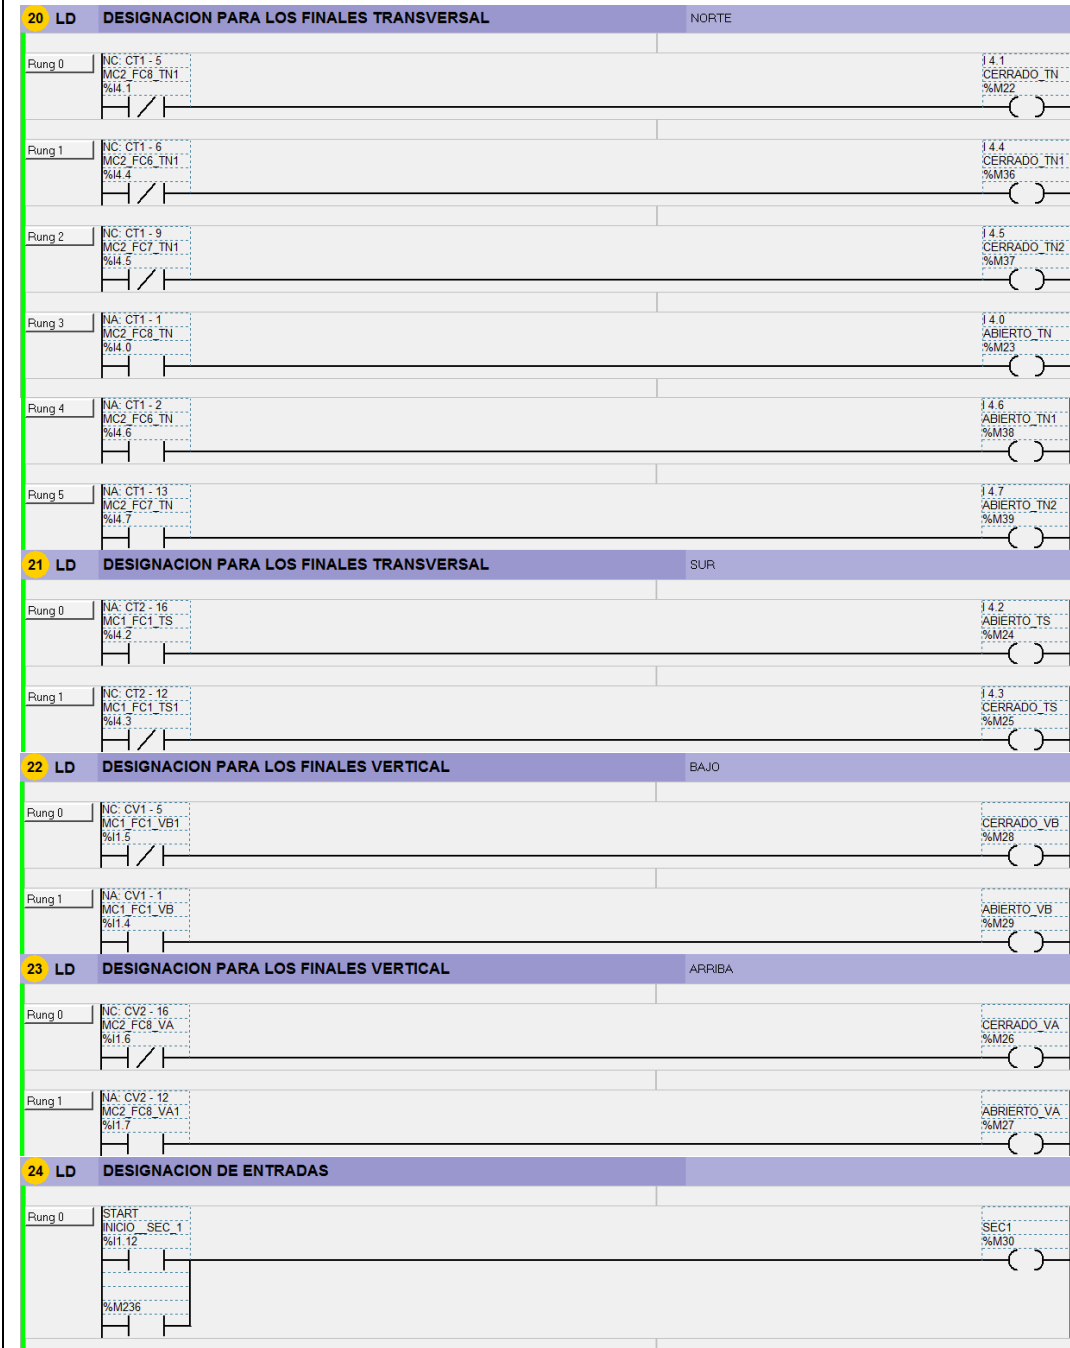 20 LD DESIGNACION PARA LOS FINALES TRANSVERSAL NORTE
Rung 0
NC: CT1 - 5
MC2_FC8_TN1
%I4.1
I 4.1
CERRADO_TN
%M22
Rung 1
NC: CT1 - 6
MC2_FC6_TN1
%I4.4
I 4.4
CERRADO_TN1
%M36
Rung 2
NC: CT1 - 9
MC2_FC7_TN1
%I4.5
I 4.5
CERRADO_TN2
%M37
Rung 3
NA: CT1 - 1
MC2_FC8_TN
%I4.0
I 4.0
ABIERTO_TN
%M23
Rung 4
NA: CT1 - 2
MC2_FC6_TN
%I4.6
I 4.6
ABIERTO_TN1
%M38
Rung 5
NA: CT1 - 13
MC2_FC7_TN
%I4.7
I 4.7
ABIERTO_TN2
%M39
21 LD DESIGNACION PARA LOS FINALES TRANSVERSAL SUR
Rung 0
NA: CT2 - 16
MC1_FC1_TS
%I4.2
I 4.2
ABIERTO_TS
%M24
Rung 1
NC: CT2 - 12
MC1_FC1_TS1
%I4.3
I 4.3
CERRADO_TS
%M25
22 LD DESIGNACION PARA LOS FINALES VERTICAL BAJO
Rung 0
NC: CV1 - 5
MC1_FC1_VB1
%I1.5
CERRADO_VB
%M28
Rung 1
NA: CV1 - 1
MC1_FC1_VB
%I1.4
ABIERTO_VB
%M29
23 LD DESIGNACION PARA LOS FINALES VERTICAL ARRIBA
Rung 0
NC: CV2 - 16
MC2_FC8_VA
%I1.6
CERRADO_VA
%M26
Rung 1
NA: CV2 - 12
MC2_FC8_VA1
%I1.7
ABRIERTO_VA
%M27
24 LD DESIGNACION DE ENTRADAS
Rung 0
START
INICIO__SEC_1
%I1.12
SEC1
%M30
%M236